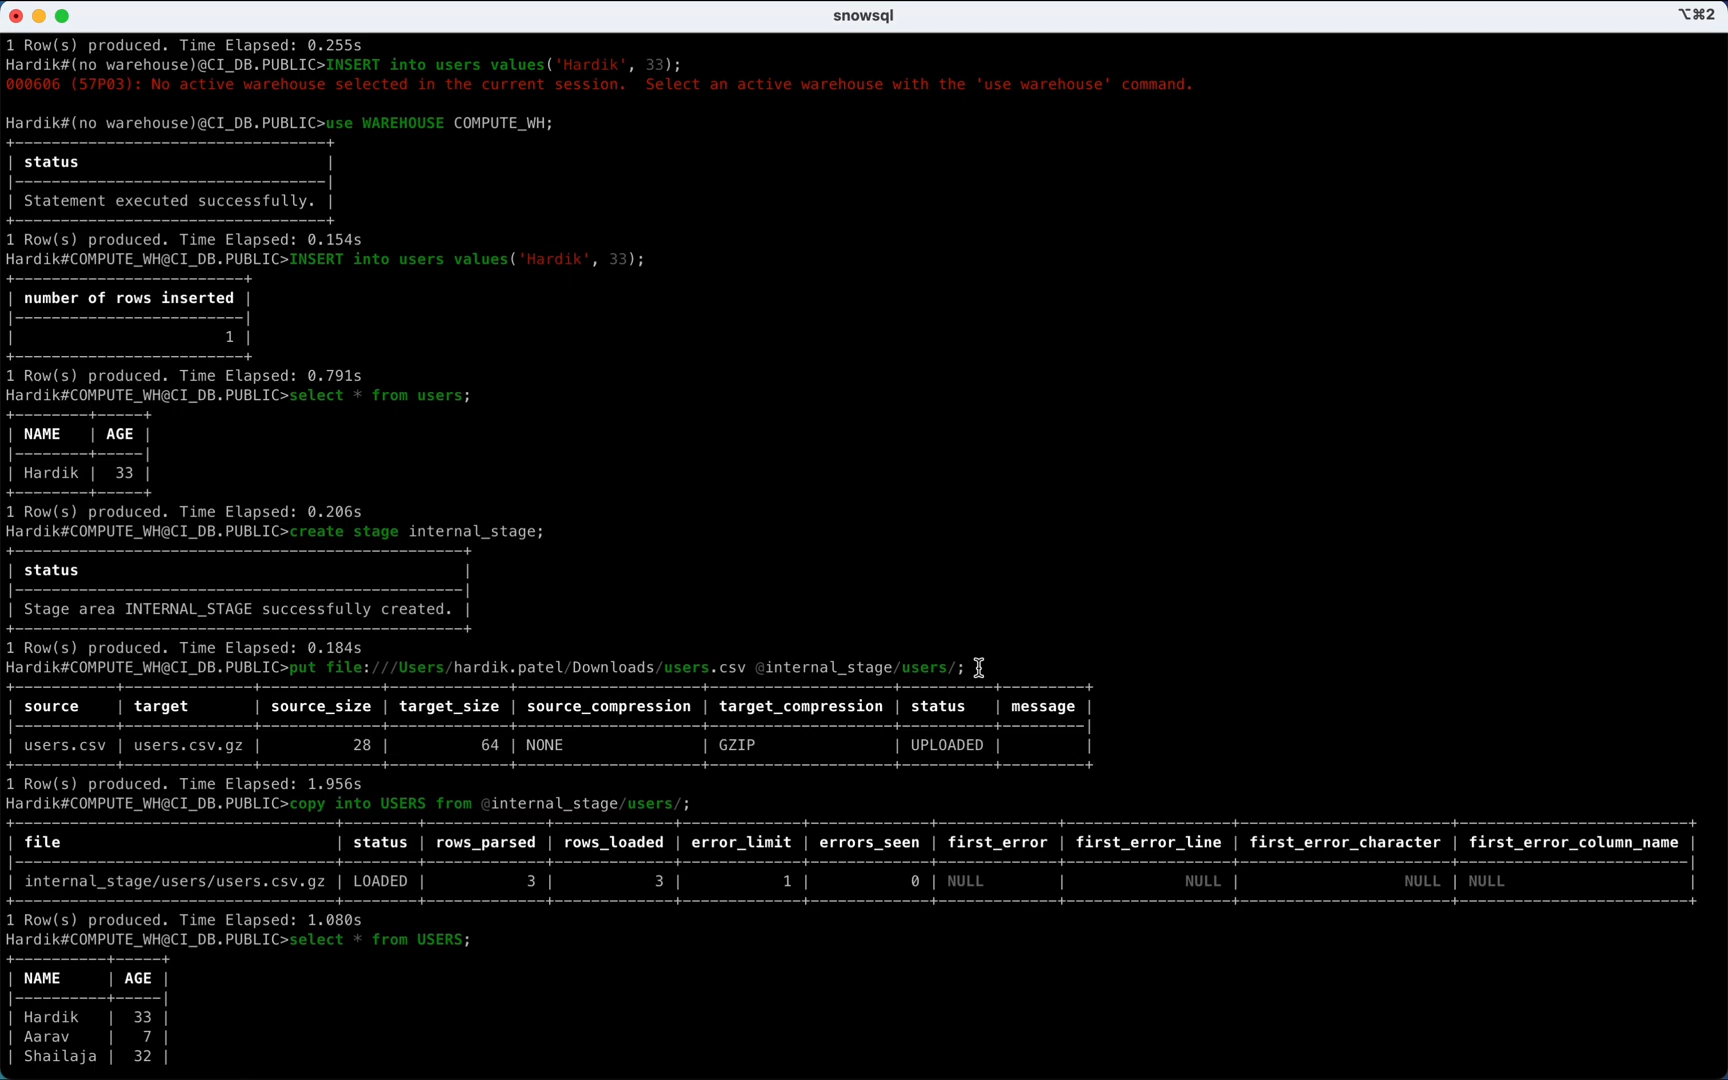 snowsql
⌥⌘2
1 Row(s) produced. Time Elapsed: 0.255s
Hardik#(no warehouse)@CI_DB.PUBLIC>INSERT into users values('Hardik', 33);
000606 (57P03): No active warehouse selected in the current session.  Select an active warehouse with the 'use warehouse' command.
Hardik#(no warehouse)@CI_DB.PUBLIC>use WAREHOUSE COMPUTE_WH;
+---------------------------------+
| status                          |
|---------------------------------|
| Statement executed successfully. |
+---------------------------------+
1 Row(s) produced. Time Elapsed: 0.154s
Hardik#COMPUTE_WH@CI_DB.PUBLIC>INSERT into users values('Hardik', 33);
+-------------------------+
| number of rows inserted |
|-------------------------|
|                       1 |
+-------------------------+
1 Row(s) produced. Time Elapsed: 0.791s
Hardik#COMPUTE_WH@CI_DB.PUBLIC>select * from users;
+--------+-----+
| NAME   | AGE |
|--------+-----|
| Hardik |  33 |
+--------+-----+
1 Row(s) produced. Time Elapsed: 0.206s
Hardik#COMPUTE_WH@CI_DB.PUBLIC>create stage internal_stage;
+-------------------------------------------------+
| status                                          |
|-------------------------------------------------|
| Stage area INTERNAL_STAGE successfully created. |
+-------------------------------------------------+
1 Row(s) produced. Time Elapsed: 0.184s
Hardik#COMPUTE_WH@CI_DB.PUBLIC>put file:///Users/hardik.patel/Downloads/users.csv @internal_stage/users/;
+-----------+--------------+-------------+-------------+--------------------+--------------------+----------+---------+
| source    | target       | source_size | target_size | source_compression | target_compression | status   | message |
|-----------+--------------+-------------+-------------+--------------------+--------------------+----------+---------|
| users.csv | users.csv.gz |          28 |          64 | NONE               | GZIP               | UPLOADED |         |
+-----------+--------------+-------------+-------------+--------------------+--------------------+----------+---------+
1 Row(s) produced. Time Elapsed: 1.956s
Hardik#COMPUTE_WH@CI_DB.PUBLIC>copy into USERS from @internal_stage/users/;
+-----------------------------------+--------+-------------+-------------+-------------+-------------+-------------+------------------+-----------------------+-------------------------+
| file                              | status | rows_parsed | rows_loaded | error_limit | errors_seen | first_error | first_error_line | first_error_character | first_error_column_name |
|-----------------------------------+--------+-------------+-------------+-------------+-------------+-------------+------------------+-----------------------+-------------------------|
| internal_stage/users/users.csv.gz | LOADED |           3 |           3 |           1 |           0 | NULL        |             NULL |                  NULL | NULL                    |
+-----------------------------------+--------+-------------+-------------+-------------+-------------+-------------+------------------+-----------------------+-------------------------+
1 Row(s) produced. Time Elapsed: 1.080s
Hardik#COMPUTE_WH@CI_DB.PUBLIC>select * from USERS;
+----------+-----+
| NAME     | AGE |
|----------+-----|
| Hardik   |  33 |
| Aarav    |   7 |
| Shailaja |  32 |